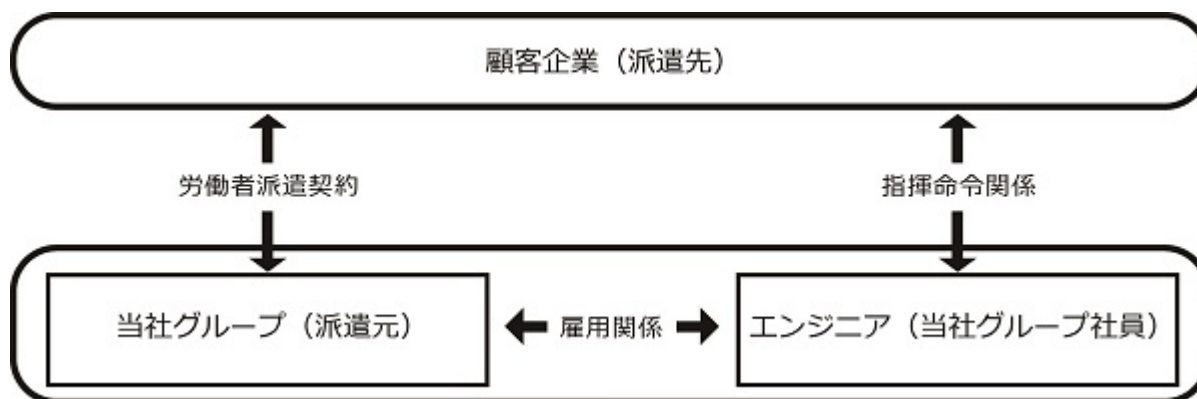 顧客企業（派遣先）
労働者派遣契約
指揮命令関係
当社グループ（派遣元）
雇用関係
エンジニア（当社グループ社員）